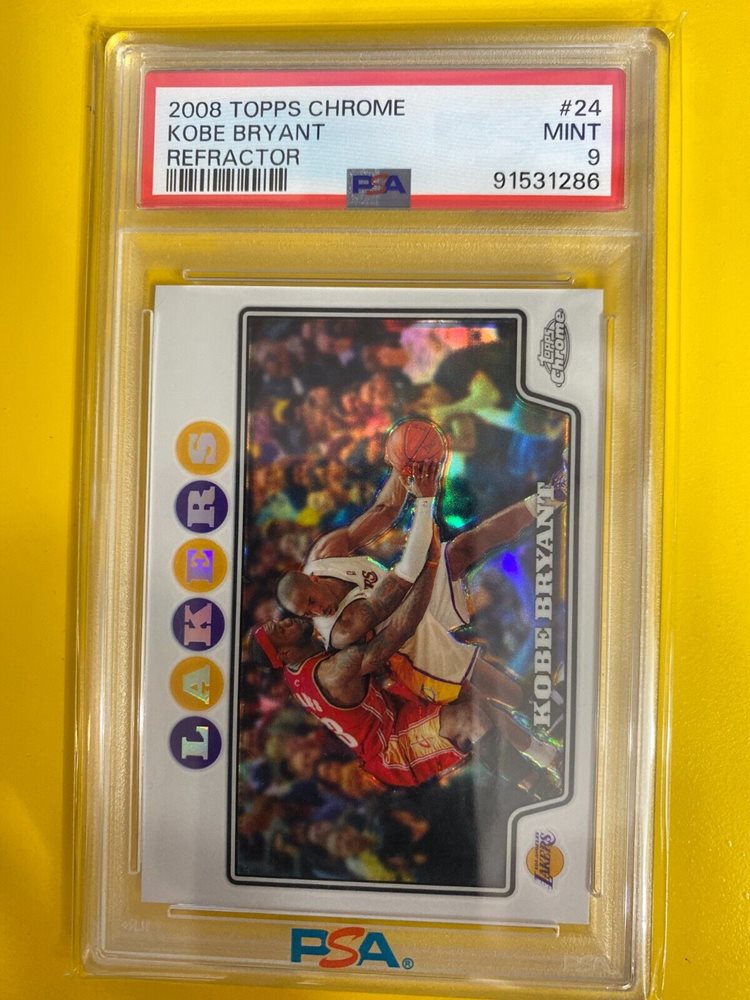 2008 TOPPS CHROME #24
KOBE BRYANT MINT
REFRACTOR 9
PSA 91531286
Topps
Chrome
LAKERS
KOBE BRYANT
LAKERS
PSA®